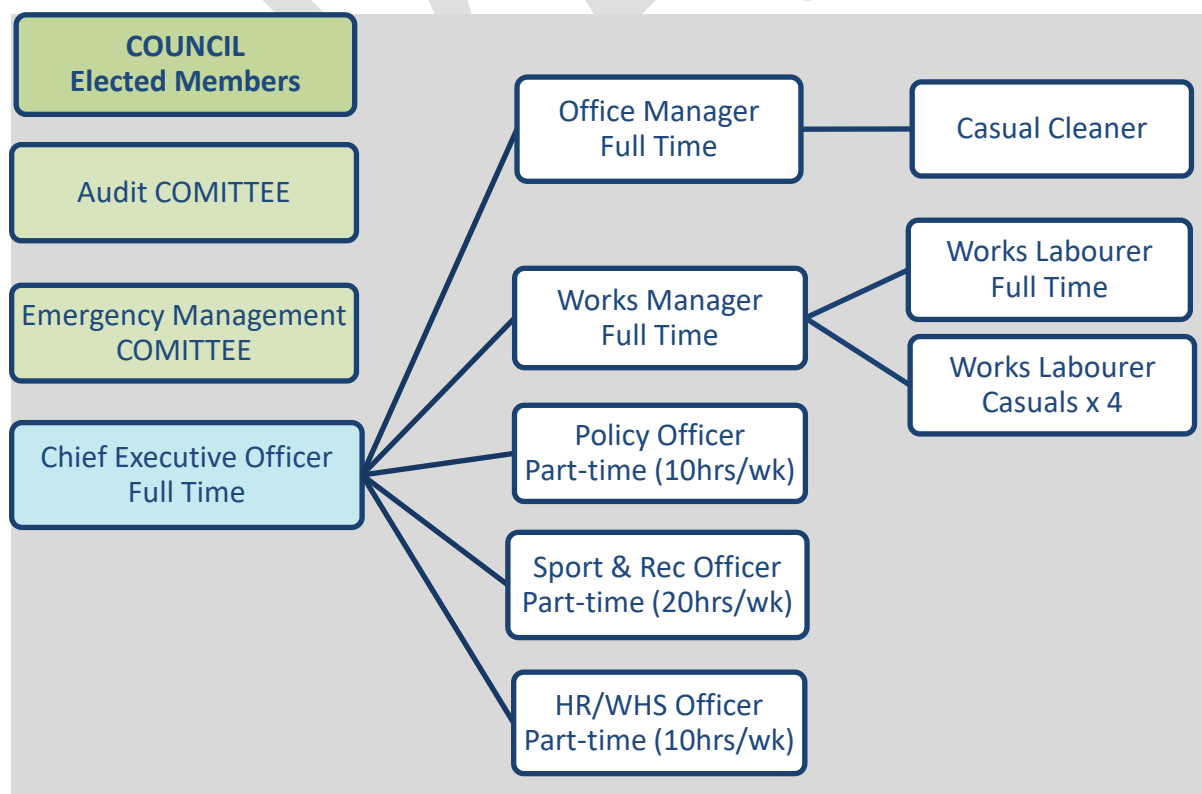 COUNCIL
Elected Members
Audit COMITTEE
Emergency Management
COMITTEE
Chief Executive Officer
Full Time
Office Manager
Full Time
Works Manager
Full Time
Policy Officer
Part-time (10hrs/wk)
Sport & Rec Officer
Part-time (20hrs/wk)
HR/WHS Officer
Part-time (10hrs/wk)
Casual Cleaner
Works Labourer
Full Time
Works Labourer
Casuals x 4